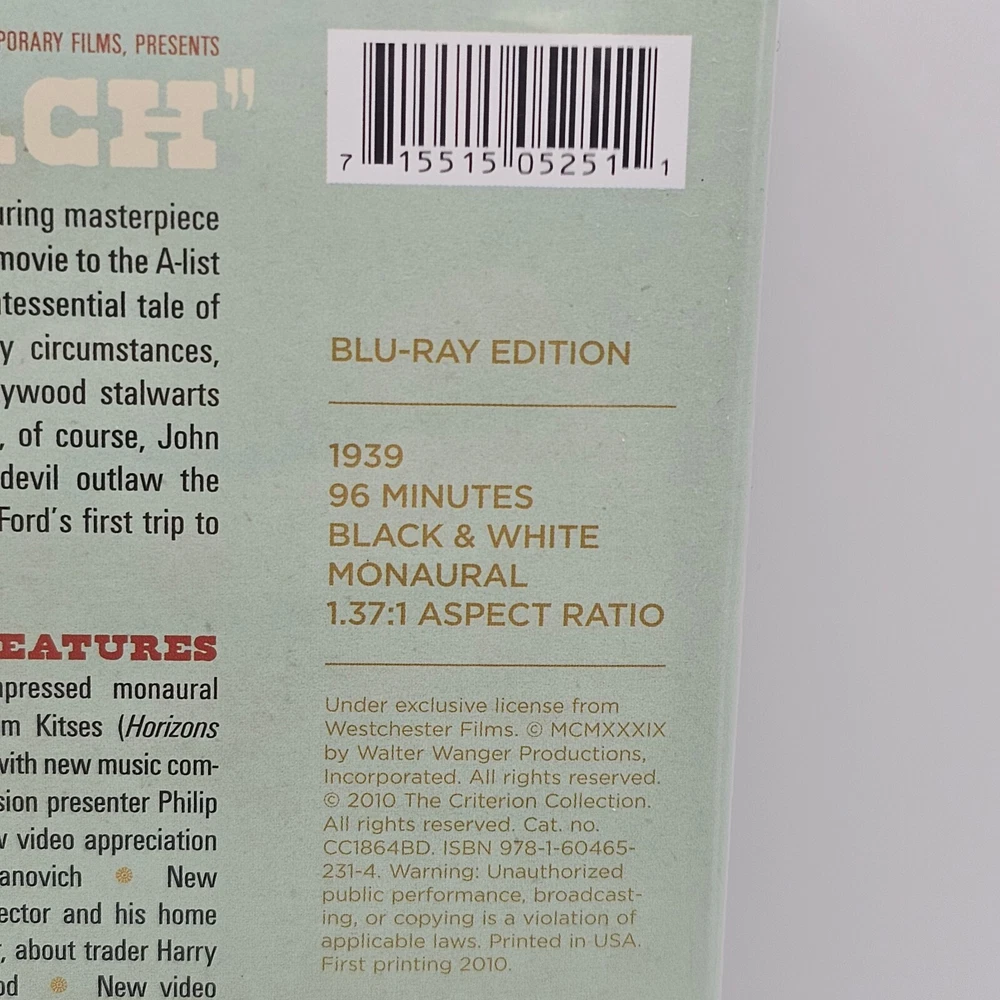 PORARY FILMS, PRESENTS
CH"
uring masterpiece
movie to the A-list
ntessential tale of
y circumstances,
ywood stalwarts
, of course, John
devil outlaw the
Ford's first trip to
EATURES
mpressed monaural
m Kitses (Horizons
with new music com-
sion presenter Philip
w video appreciation
anovich New
ector and his home
, about trader Harry
od New video
7 15515 05251 1
BLU-RAY EDITION
1939
96 MINUTES
BLACK & WHITE
MONAURAL
1.37:1 ASPECT RATIO
Under exclusive license from
Westchester Films. © MCMXXXIX
by Walter Wanger Productions,
Incorporated. All rights reserved.
© 2010 The Criterion Collection.
All rights reserved. Cat. no.
CC1864BD. ISBN 978-1-60465-
231-4. Warning: Unauthorized
public performance, broadcast-
ing, or copying is a violation of
applicable laws. Printed in USA.
First printing 2010.